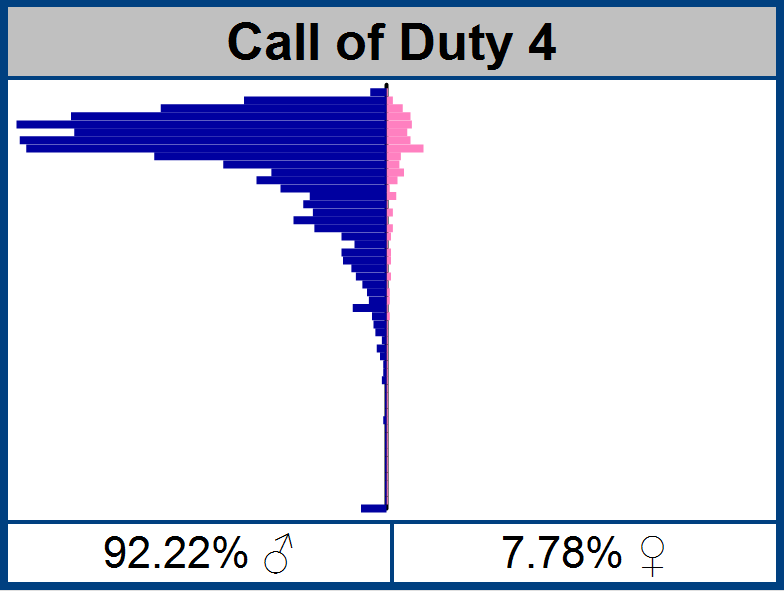 Call of Duty 4
92.22% ♂
7.78% ♀